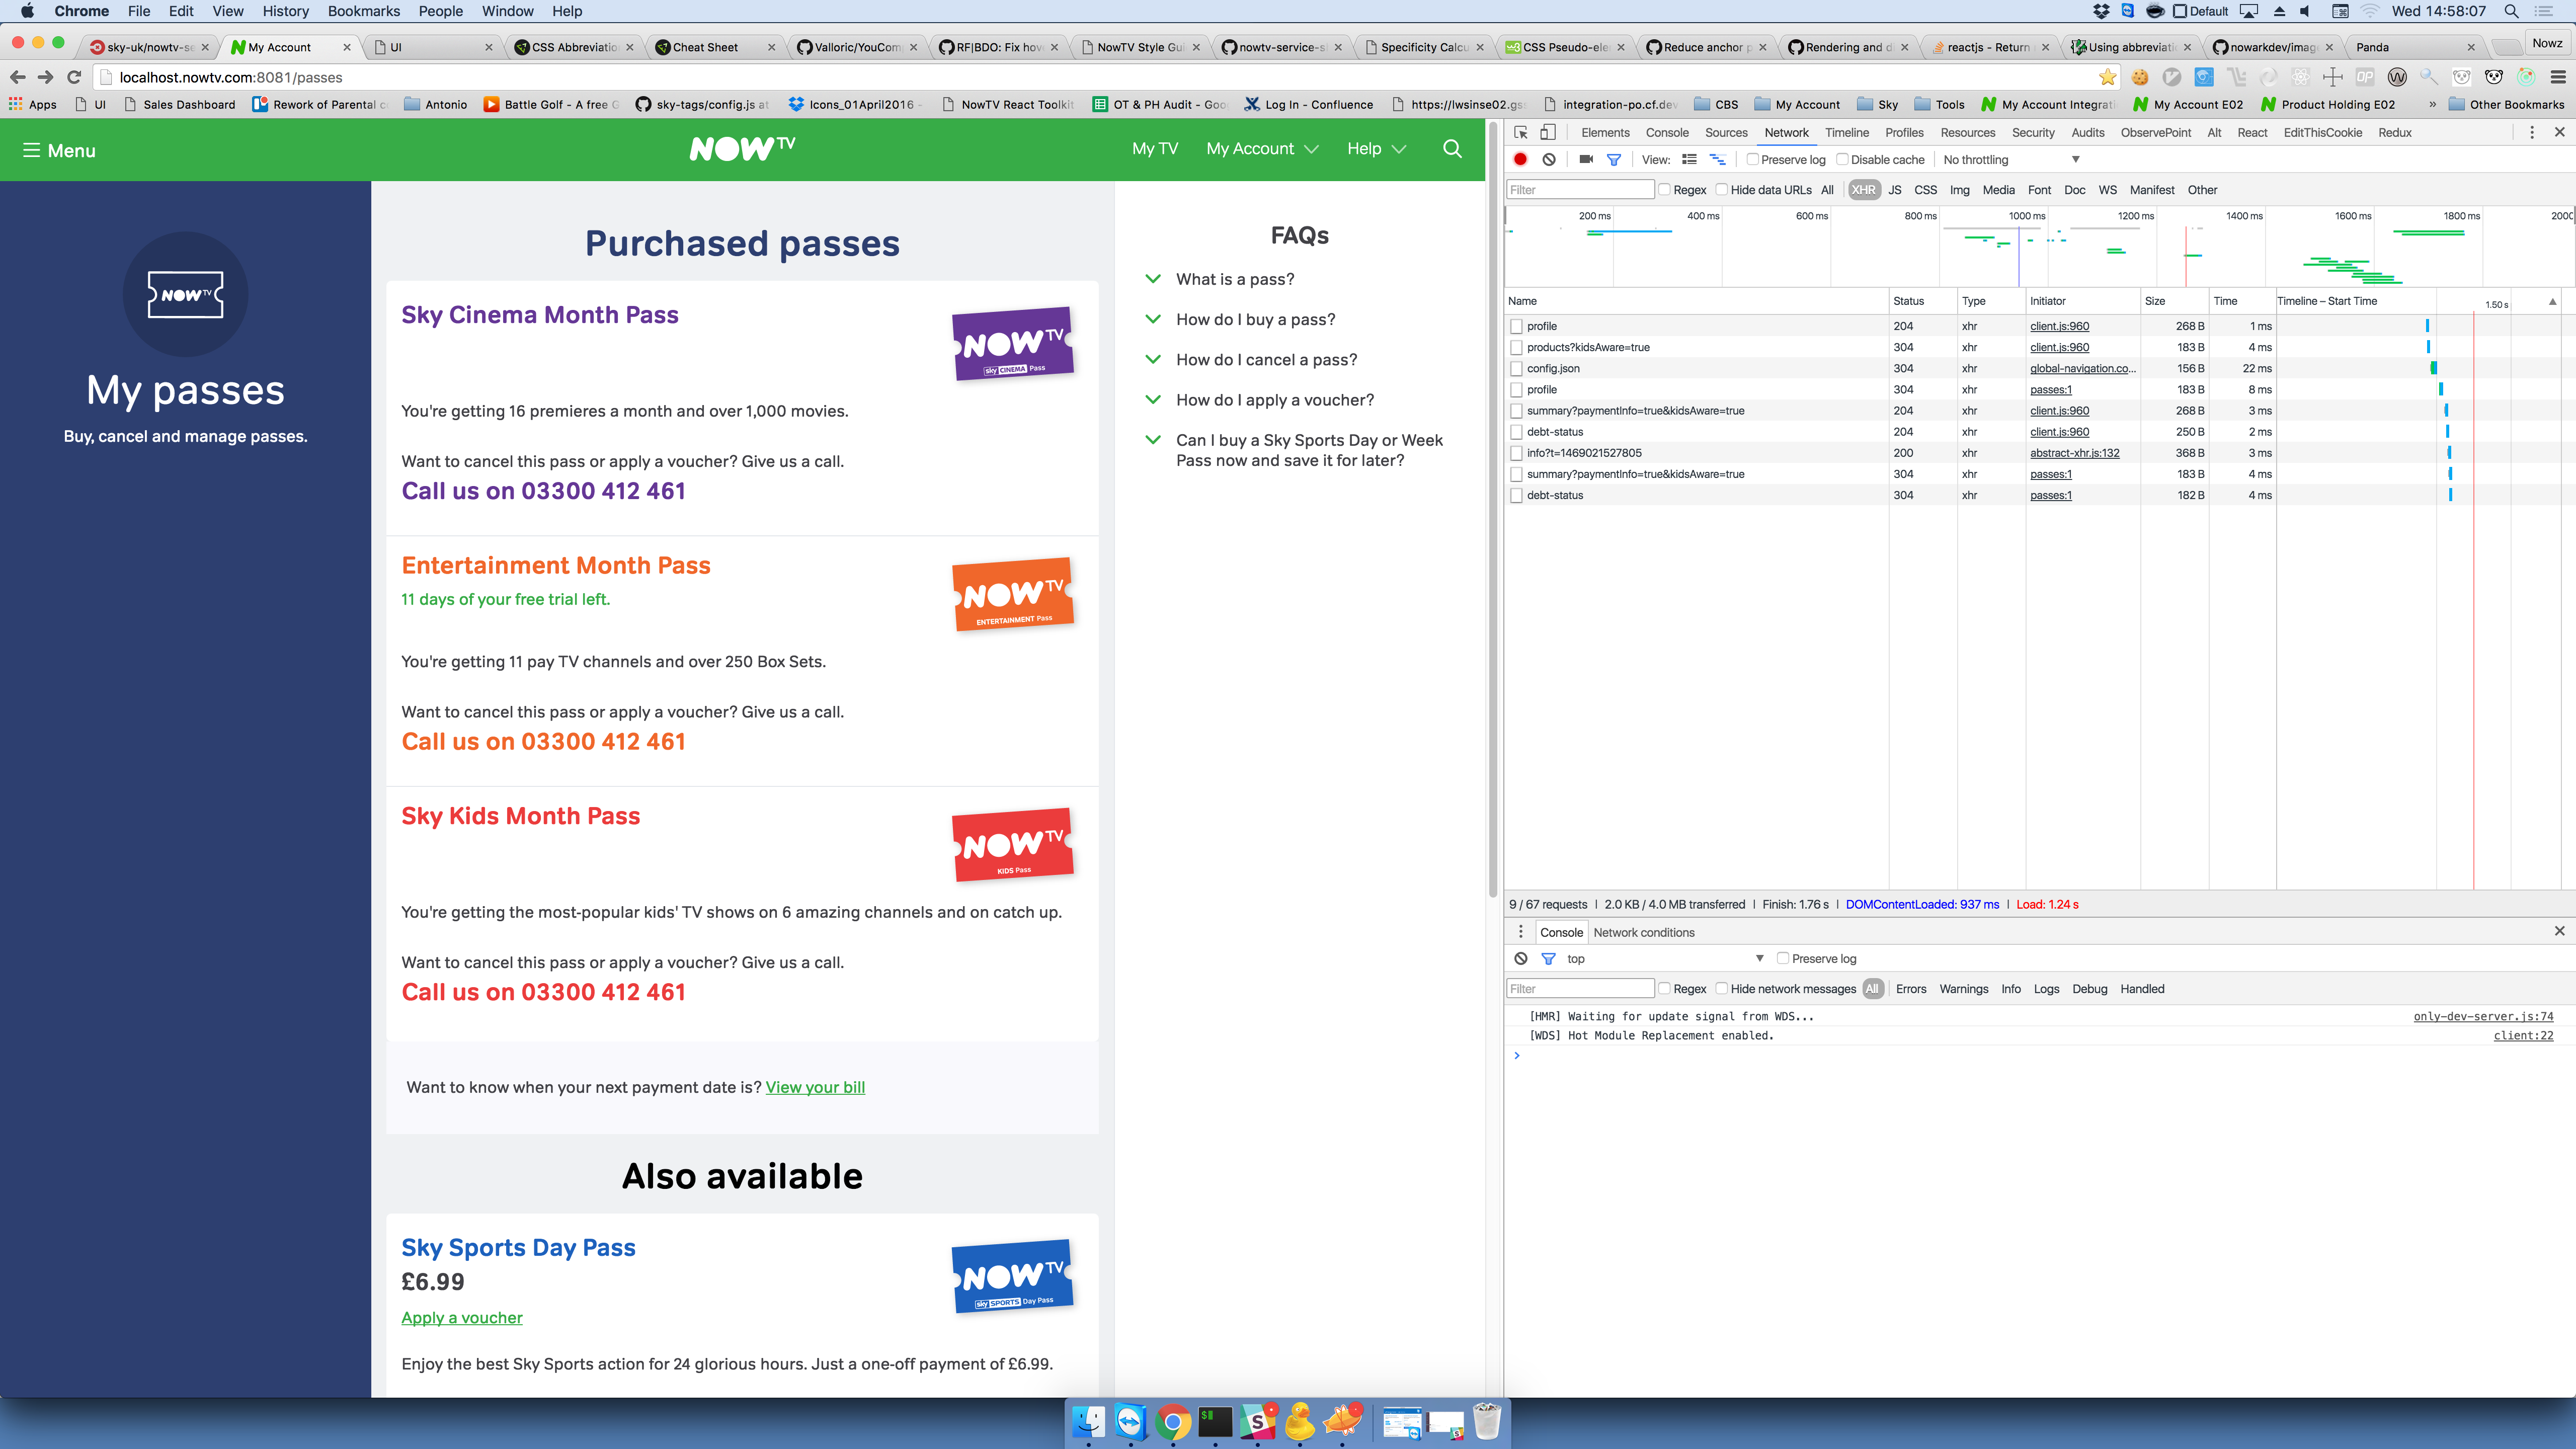 Chrome File Edit View History Bookmarks People Window Help
Default Wed 14:58:07
sky-uk/nowtv-se My Account UI CSS Abbreviatio Cheat Sheet Valloric/YouCom RF|BDO: Fix hov NowTV Style Gui nowtv-service-s Specificity Calcu CSS Pseudo-ele Reduce anchor p Rendering and d reactjs - Return Using abbreviati nowarkdev/imag Panda Nowz
localhost.nowtv.com:8081/passes
Apps UI Sales Dashboard Rework of Parental c Antonio Battle Golf - A free G sky-tags/config.js at Icons_01April2016 - NowTV React Toolkit OT & PH Audit - Goo Log In - Confluence https://lwsinse02.gs integration-po.cf.dev CBS My Account Sky Tools My Account Integrati My Account E02 Product Holding E02 » Other Bookmarks
Menu
NOW TV
My TV My Account Help
NOW TV
My passes
Buy, cancel and manage passes.
Purchased passes
Sky Cinema Month Pass
NOW TV
sky CINEMA Pass
You're getting 16 premieres a month and over 1,000 movies.
Want to cancel this pass or apply a voucher? Give us a call.
Call us on 03300 412 461
Entertainment Month Pass
11 days of your free trial left.
NOW TV
ENTERTAINMENT Pass
You're getting 11 pay TV channels and over 250 Box Sets.
Want to cancel this pass or apply a voucher? Give us a call.
Call us on 03300 412 461
Sky Kids Month Pass
NOW TV
KIDS Pass
You're getting the most-popular kids' TV shows on 6 amazing channels and on catch up.
Want to cancel this pass or apply a voucher? Give us a call.
Call us on 03300 412 461
Want to know when your next payment date is? View your bill
Also available
Sky Sports Day Pass
£6.99
Apply a voucher
NOW TV
sky SPORTS Day Pass
Enjoy the best Sky Sports action for 24 glorious hours. Just a one-off payment of £6.99.
FAQs
What is a pass?
How do I buy a pass?
How do I cancel a pass?
How do I apply a voucher?
Can I buy a Sky Sports Day or Week
Pass now and save it for later?
Elements Console Sources Network Timeline Profiles Resources Security Audits ObservePoint Alt React EditThisCookie Redux
View: Preserve log Disable cache No throttling
Filter Regex Hide data URLs All XHR JS CSS Img Media Font Doc WS Manifest Other
200 ms 400 ms 600 ms 800 ms 1000 ms 1200 ms 1400 ms 1600 ms 1800 ms 2000
Name Status Type Initiator Size Time Timeline – Start Time 1.50 s
profile 204 xhr client.js:960 268 B 1 ms
products?kidsAware=true 304 xhr client.js:960 183 B 4 ms
config.json 304 xhr global-navigation.co... 156 B 22 ms
profile 304 xhr passes:1 183 B 8 ms
summary?paymentInfo=true&kidsAware=true 204 xhr client.js:960 268 B 3 ms
debt-status 204 xhr client.js:960 250 B 2 ms
info?t=1469021527805 200 xhr abstract-xhr.js:132 368 B 3 ms
summary?paymentInfo=true&kidsAware=true 304 xhr passes:1 183 B 4 ms
debt-status 304 xhr passes:1 182 B 4 ms
9 / 67 requests | 2.0 KB / 4.0 MB transferred | Finish: 1.76 s | DOMContentLoaded: 937 ms | Load: 1.24 s
Console Network conditions
top Preserve log
Filter Regex Hide network messages All Errors Warnings Info Logs Debug Handled
[HMR] Waiting for update signal from WDS... only-dev-server.js:74
[WDS] Hot Module Replacement enabled. client:22